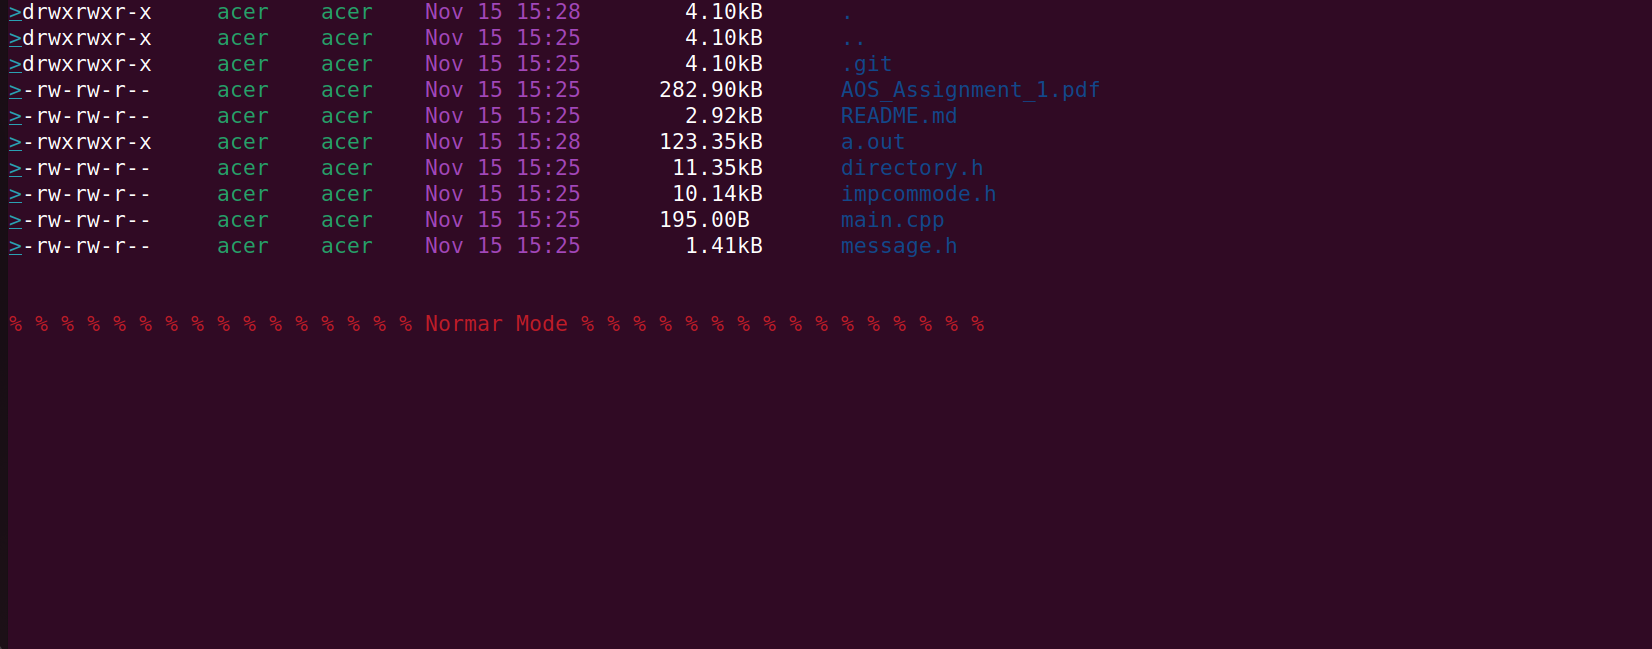 >drwxrwxr-x     acer    acer    Nov 15 15:28        4.10kB      .
>drwxrwxr-x     acer    acer    Nov 15 15:25        4.10kB      ..
>drwxrwxr-x     acer    acer    Nov 15 15:25        4.10kB      .git
>-rw-rw-r--     acer    acer    Nov 15 15:25      282.90kB      AOS_Assignment_1.pdf
>-rw-rw-r--     acer    acer    Nov 15 15:25        2.92kB      README.md
>-rwxrwxr-x     acer    acer    Nov 15 15:28      123.35kB      a.out
>-rw-rw-r--     acer    acer    Nov 15 15:25       11.35kB      directory.h
>-rw-rw-r--     acer    acer    Nov 15 15:25       10.14kB      impcommode.h
>-rw-rw-r--     acer    acer    Nov 15 15:25      195.00B       main.cpp
>-rw-rw-r--     acer    acer    Nov 15 15:25        1.41kB      message.h
% % % % % % % % % % % % % % % % Normar Mode % % % % % % % % % % % % % % % %